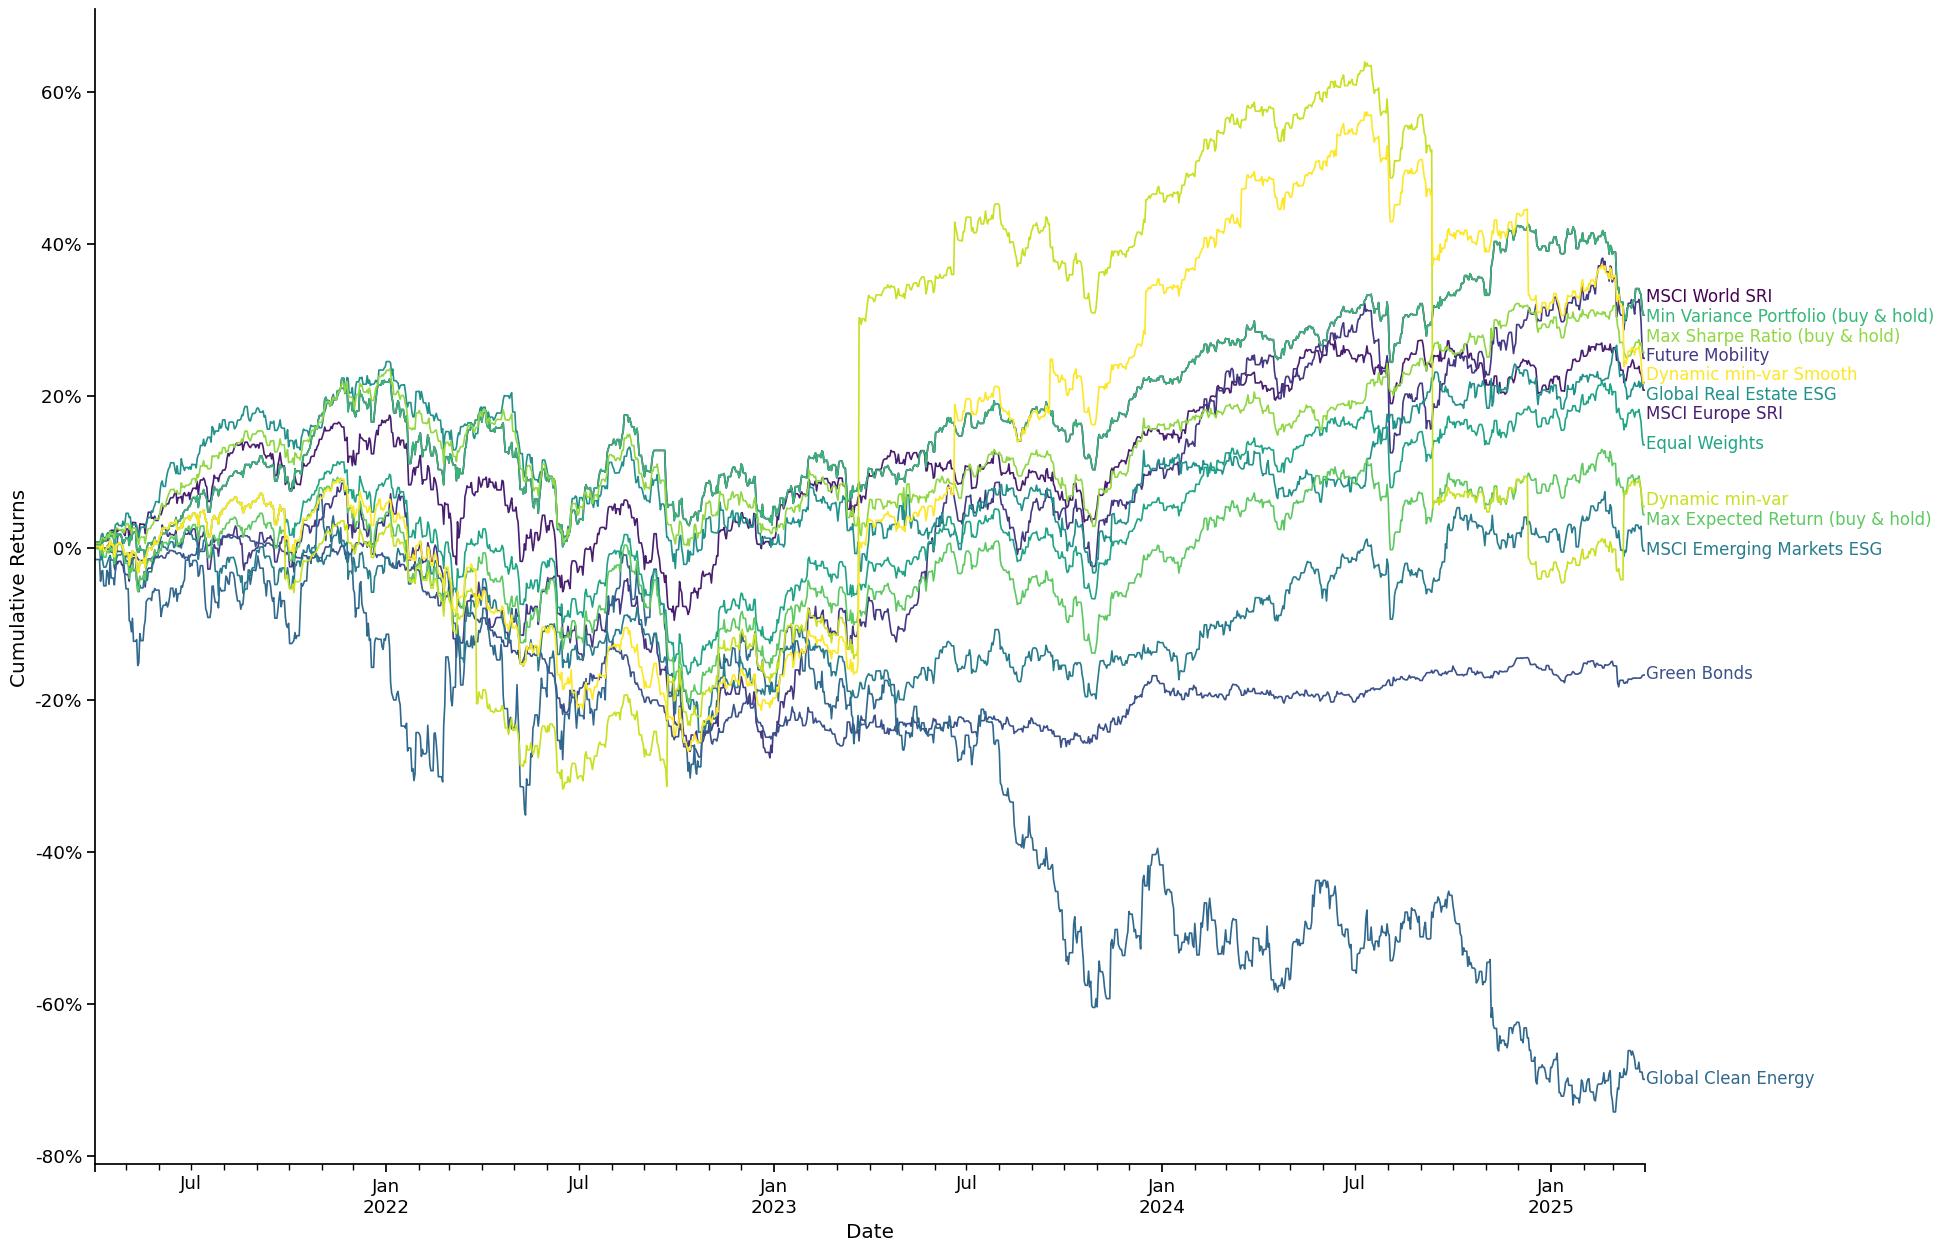 60%
40%
20%
0%
-20%
-40%
-60%
-80%
Cumulative Returns
MSCI World SRI
Min Variance Portfolio (buy & hold)
Max Sharpe Ratio (buy & hold)
Future Mobility
Dynamic min-var Smooth
Global Real Estate ESG
MSCI Europe SRI
Equal Weights
Dynamic min-var
Max Expected Return (buy & hold)
MSCI Emerging Markets ESG
Green Bonds
Global Clean Energy
Jul Jan Jul Jan Jul Jan Jul Jan
2022 2023 2024 2025
Date